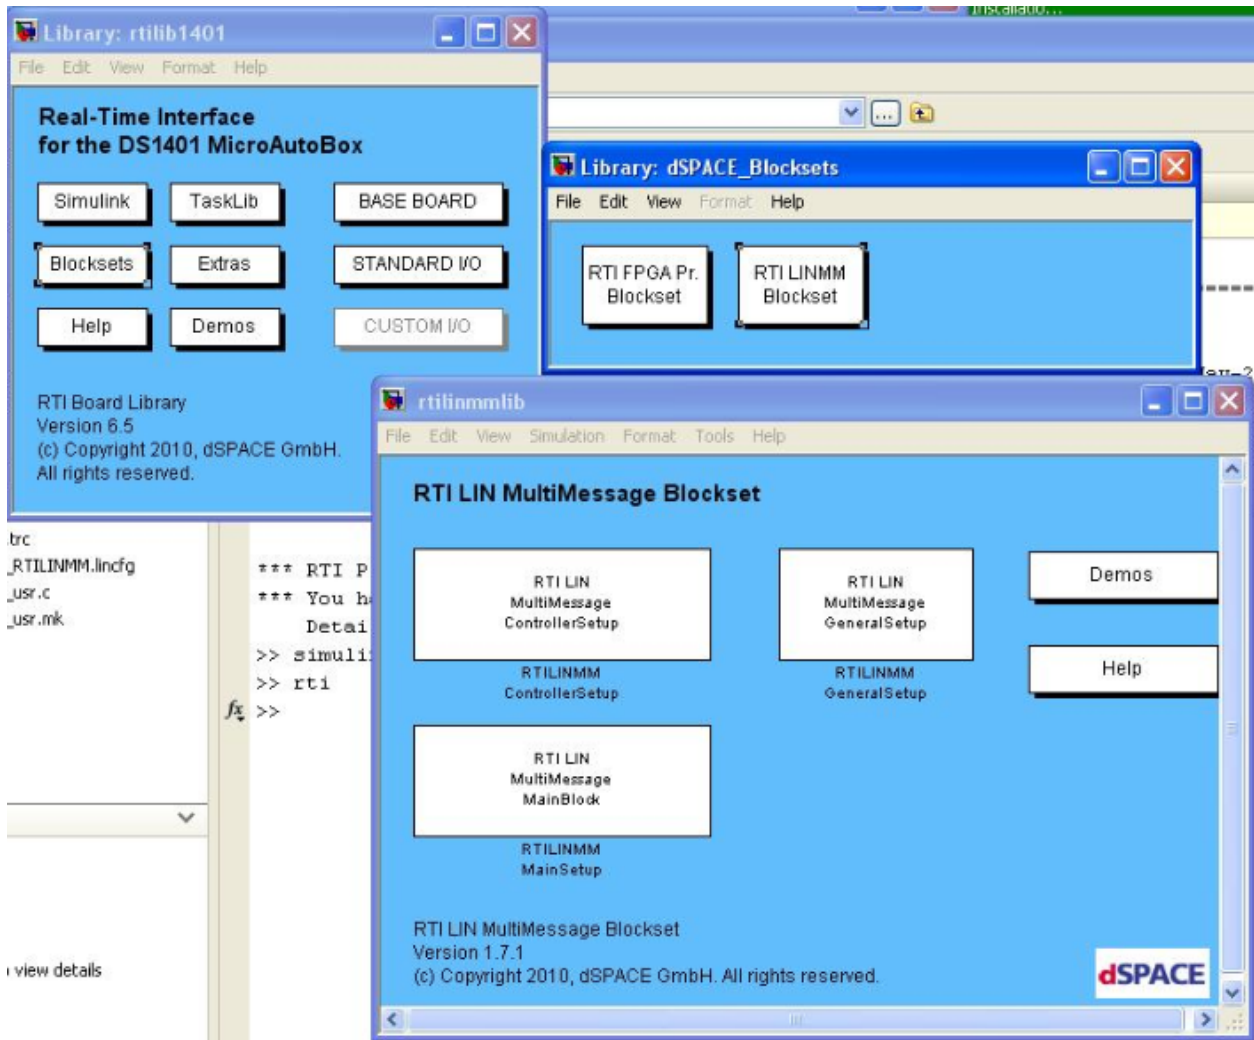 Library: rtilib1401
File Edit View Format Help
Real-Time Interface
for the DS1401 MicroAutoBox
Simulink TaskLib BASE BOARD
Blocksets Extras STANDARD I/O
Help Demos CUSTOM I/O
RTI Board Library
Version 6.5
(c) Copyright 2010, dSPACE GmbH.
All rights reserved.
...
Library: dSPACE_Blocksets
File Edit View Format Help
RTI FPGA Pr.
Blockset
RTI LINMM
Blockset
rtilinmmlib
File Edit View Simulation Format Tools Help
RTI LIN MultiMessage Blockset
RTI LIN
MultiMessage
ControllerSetup
RTILINMM
ControllerSetup
RTI LIN
MultiMessage
GeneralSetup
RTILINMM
GeneralSetup
Demos
Help
RTI LIN
MultiMessage
MainBlock
RTILINMM
MainSetup
RTI LIN MultiMessage Blockset
Version 1.7.1
(c) Copyright 2010, dSPACE GmbH. All rights reserved.
dSPACE
.trc
_RTILINMM.lincfg
_usr.c
_usr.mk
*** RTI P
*** You h
Detai
>> simuli
>> rti
fx >>
view details